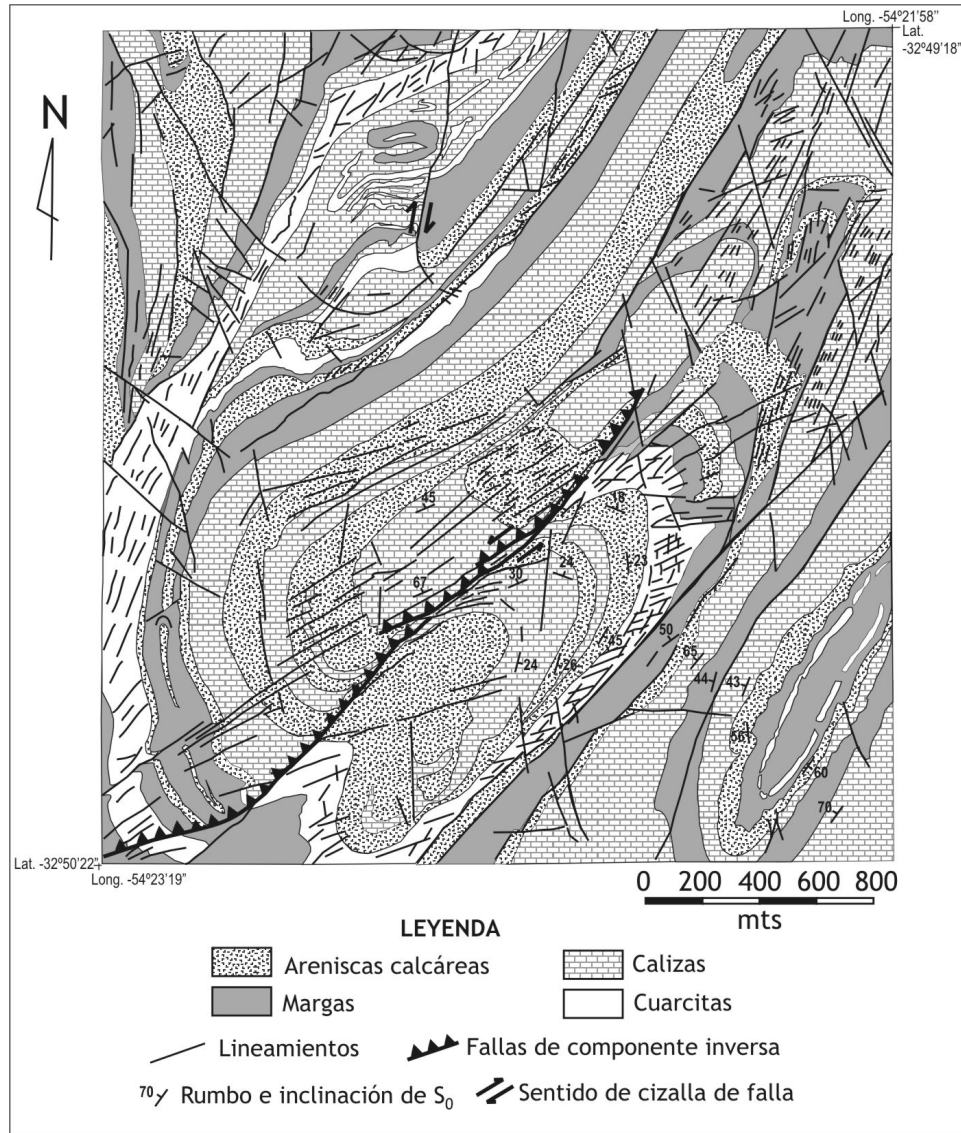 Long. -54º21'58"
Lat.
-32º49'18"
N
45
18
67
30
24
23
24
26
45
50
65
44
43
56
60
70
Lat. -32º50'22"
Long. -54º23'19"
0 200 400 600 800
mts
LEYENDA
Areniscas calcáreas
Calizas
Margas
Cuarcitas
Lineamientos
Fallas de componente inversa
70 Rumbo e inclinación de S0
Sentido de cizalla de falla